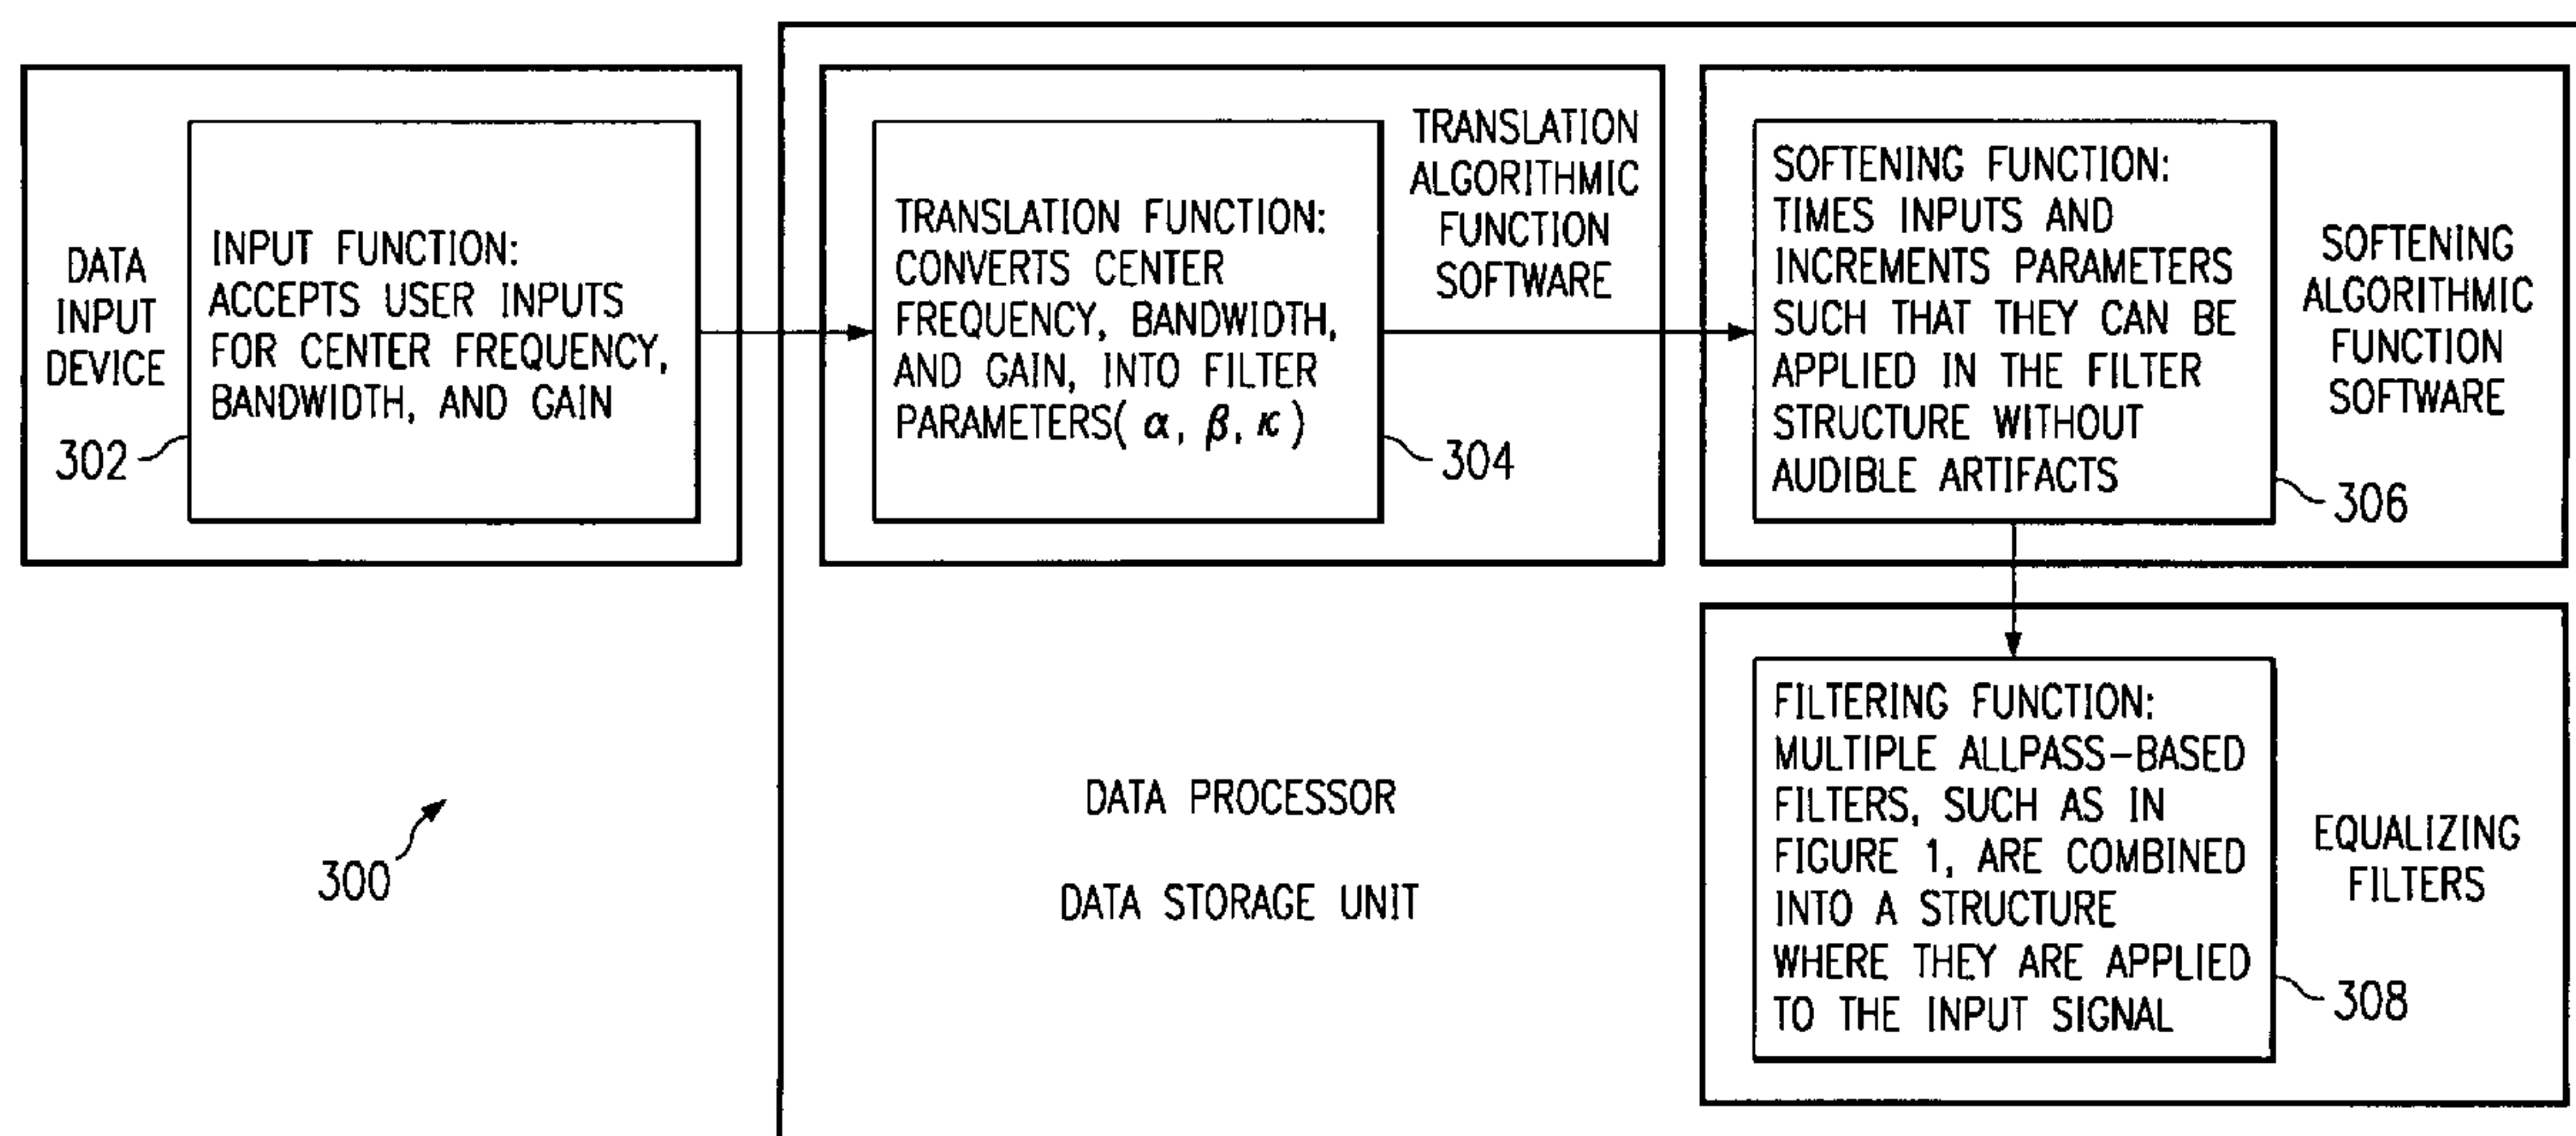 DATA
INPUT
DEVICE
302
INPUT FUNCTION:
ACCEPTS USER INPUTS
FOR CENTER FREQUENCY,
BANDWIDTH, AND GAIN
TRANSLATION FUNCTION:
CONVERTS CENTER
FREQUENCY, BANDWIDTH,
AND GAIN, INTO FILTER
PARAMETERS( α, β, κ )
TRANSLATION
ALGORITHMIC
FUNCTION
SOFTWARE
304
SOFTENING FUNCTION:
TIMES INPUTS AND
INCREMENTS PARAMETERS
SUCH THAT THEY CAN BE
APPLIED IN THE FILTER
STRUCTURE WITHOUT
AUDIBLE ARTIFACTS
SOFTENING
ALGORITHMIC
FUNCTION
SOFTWARE
306
300
DATA PROCESSOR
DATA STORAGE UNIT
FILTERING FUNCTION:
MULTIPLE ALLPASS-BASED
FILTERS, SUCH AS IN
FIGURE 1, ARE COMBINED
INTO A STRUCTURE
WHERE THEY ARE APPLIED
TO THE INPUT SIGNAL
EQUALIZING
FILTERS
308